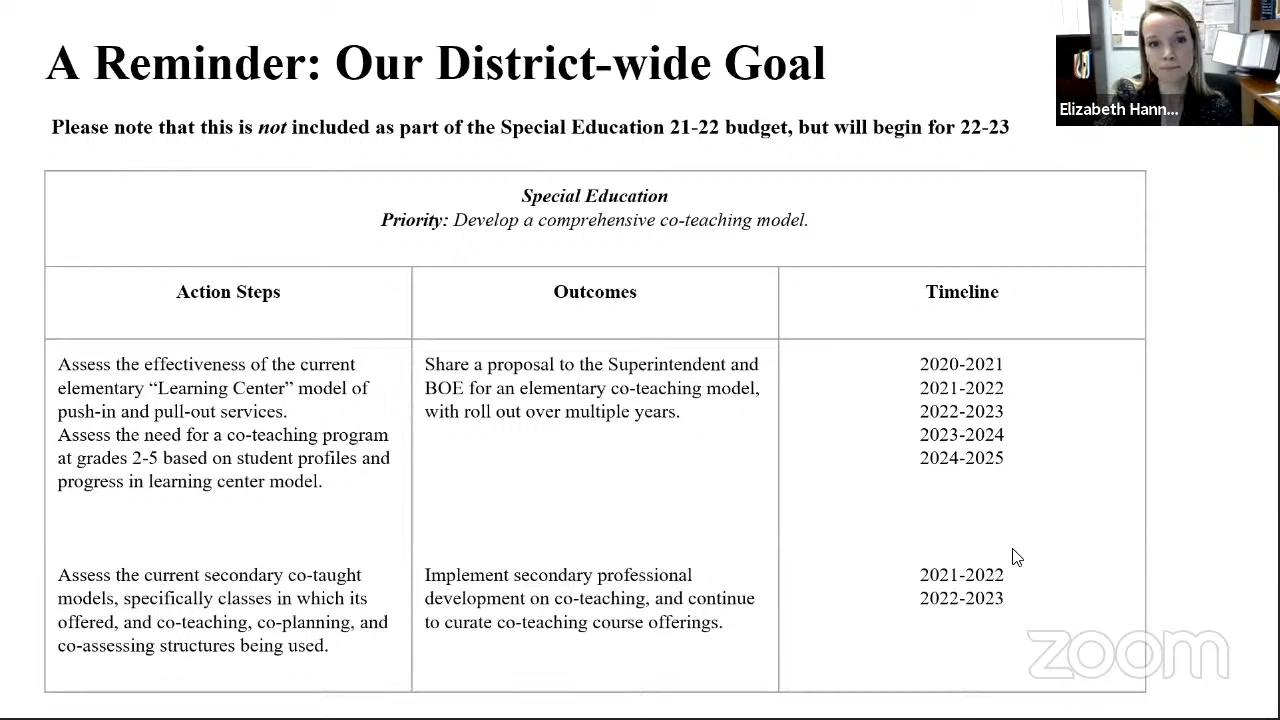 A Reminder: Our District-wide Goal
Elizabeth Hann...
Please note that this is not included as part of the Special Education 21-22 budget, but will begin for 22-23
Special Education
Priority: Develop a comprehensive co-teaching model.
Action Steps
Outcomes
Timeline
Assess the effectiveness of the current
elementary “Learning Center” model of
push-in and pull-out services.
Assess the need for a co-teaching program
at grades 2-5 based on student profiles and
progress in learning center model.
Share a proposal to the Superintendent and
BOE for an elementary co-teaching model,
with roll out over multiple years.
2020-2021
2021-2022
2022-2023
2023-2024
2024-2025
Assess the current secondary co-taught
models, specifically classes in which its
offered, and co-teaching, co-planning, and
co-assessing structures being used.
Implement secondary professional
development on co-teaching, and continue
to curate co-teaching course offerings.
2021-2022
2022-2023
zoom